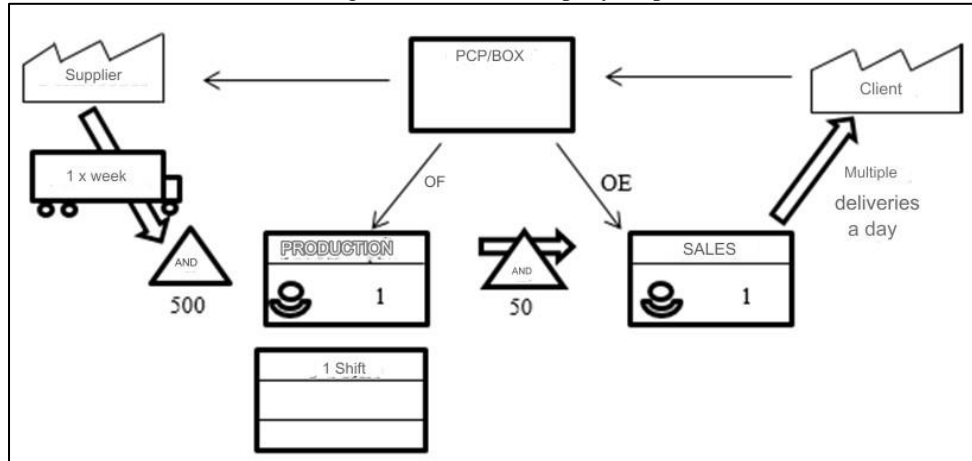 PCP/BOX
Supplier
Client
1 x week
OF
OE
Multiple
deliveries
a day
AND
500
PRODUCTION
1
AND
50
SALES
1
1 Shift